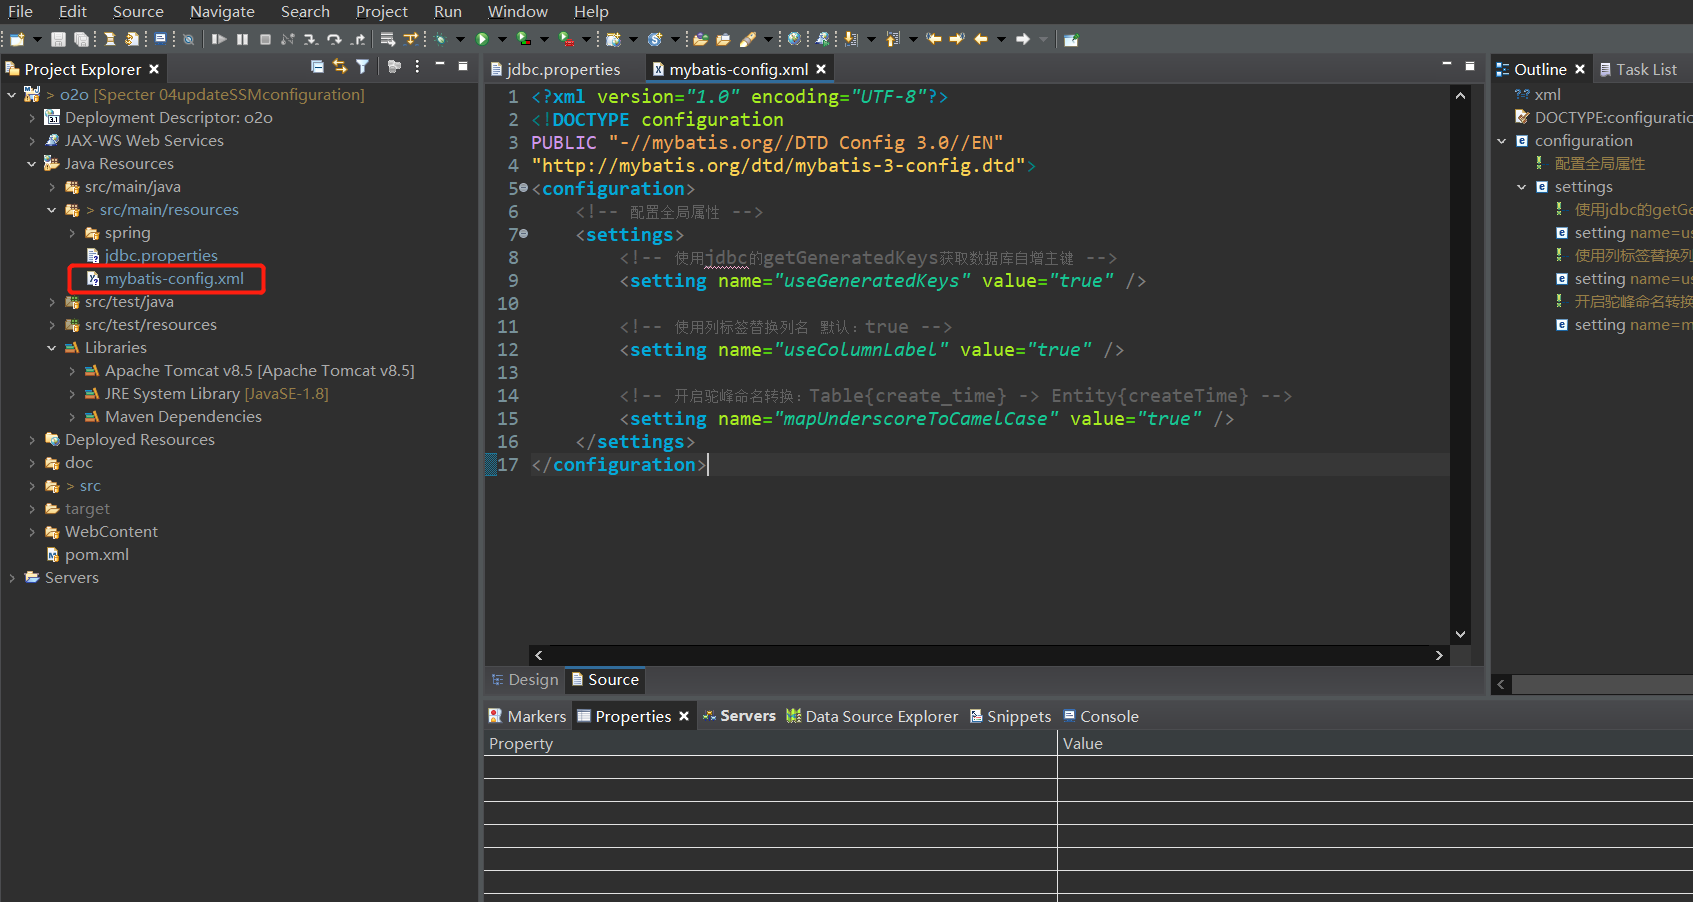 File Edit Source Navigate Search Project Run Window Help
Project Explorer
> o2o [Specter 04updateSSMconfiguration]
Deployment Descriptor: o2o
JAX-WS Web Services
Java Resources
src/main/java
> src/main/resources
spring
jdbc.properties
mybatis-config.xml
src/test/java
src/test/resources
Libraries
Apache Tomcat v8.5 [Apache Tomcat v8.5]
JRE System Library [JavaSE-1.8]
Maven Dependencies
Deployed Resources
doc
> src
target
WebContent
pom.xml
Servers
jdbc.properties mybatis-config.xml
1 <?xml version="1.0" encoding="UTF-8"?>
2 <!DOCTYPE configuration
3 PUBLIC "-//mybatis.org//DTD Config 3.0//EN"
4 "http://mybatis.org/dtd/mybatis-3-config.dtd">
5 <configuration>
6 <!-- 配置全局属性 -->
7 <settings>
8 <!-- 使用jdbc的getGeneratedKeys获取数据库自增主键 -->
9 <setting name="useGeneratedKeys" value="true" />
10
11 <!-- 使用列标签替换列名 默认：true -->
12 <setting name="useColumnLabel" value="true" />
13
14 <!-- 开启驼峰命名转换：Table{create_time} -> Entity{createTime} -->
15 <setting name="mapUnderscoreToCamelCase" value="true" />
16 </settings>
17 </configuration>
Design Source
Outline Task List
xml
DOCTYPE:configuratio
configuration
配置全局属性
settings
使用jdbc的getGe
setting name=us
使用列标签替换列
setting name=us
开启驼峰命名转换
setting name=m
Markers Properties Servers Data Source Explorer Snippets Console
Property Value